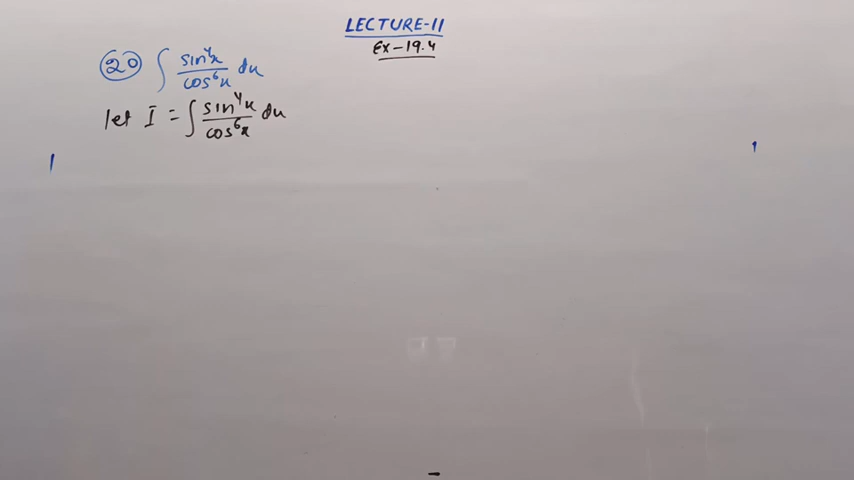 LECTURE-11
Ex-19.4
20 ∫ sin⁴x/cos⁶x dx
let I = ∫ sin⁴x/cos⁶x dx